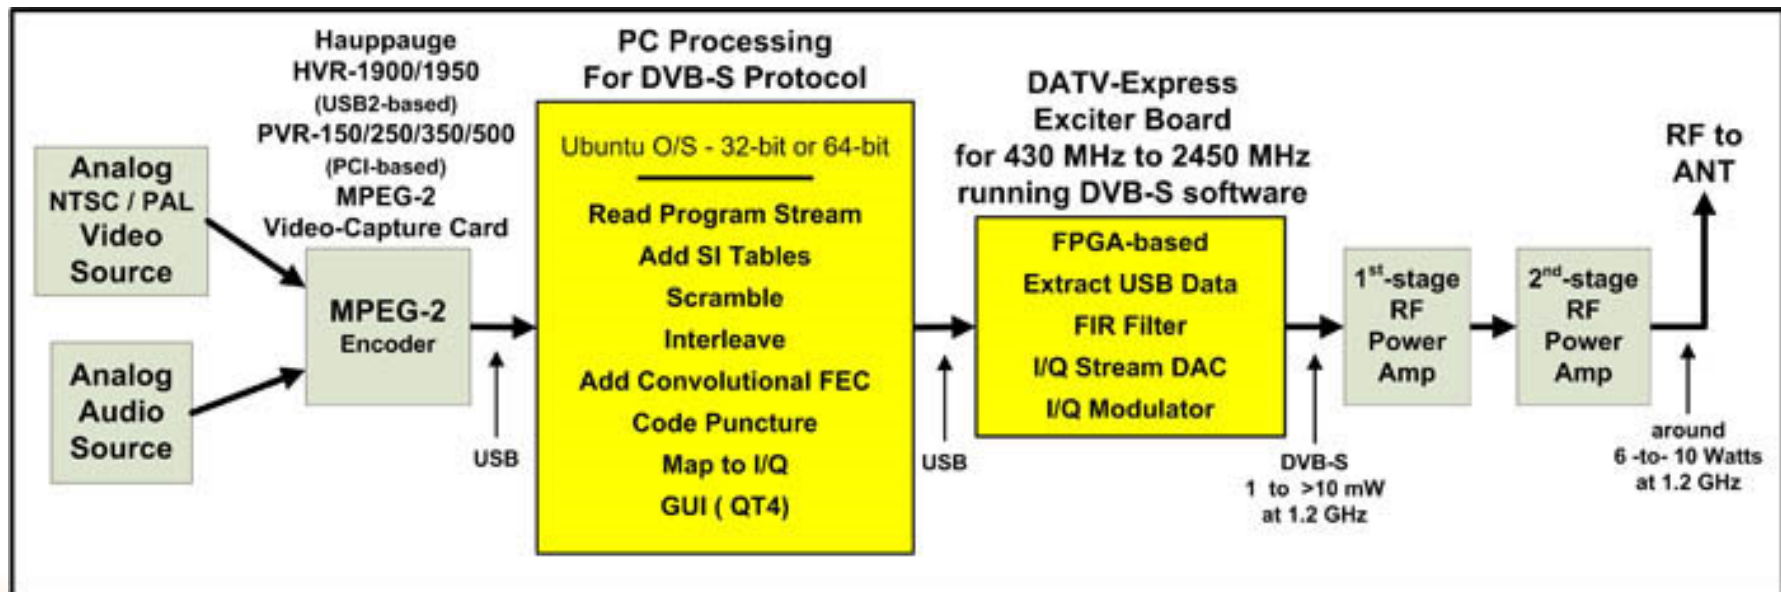 Analog
NTSC / PAL
Video
Source
Analog
Audio
Source
Hauppauge
HVR-1900/1950
(USB2-based)
PVR-150/250/350/500
(PCI-based)
MPEG-2
Video-Capture Card
MPEG-2
Encoder
USB
PC Processing
For DVB-S Protocol
Ubuntu O/S - 32-bit or 64-bit
Read Program Stream
Add SI Tables
Scramble
Interleave
Add Convolutional FEC
Code Puncture
Map to I/Q
GUI ( QT4)
USB
DATV-Express
Exciter Board
for 430 MHz to 2450 MHz
running DVB-S software
FPGA-based
Extract USB Data
FIR Filter
I/Q Stream DAC
I/Q Modulator
DVB-S
1 to >10 mW
at 1.2 GHz
1st-stage
RF
Power
Amp
2nd-stage
RF
Power
Amp
RF to
ANT
around
6 -to- 10 Watts
at 1.2 GHz